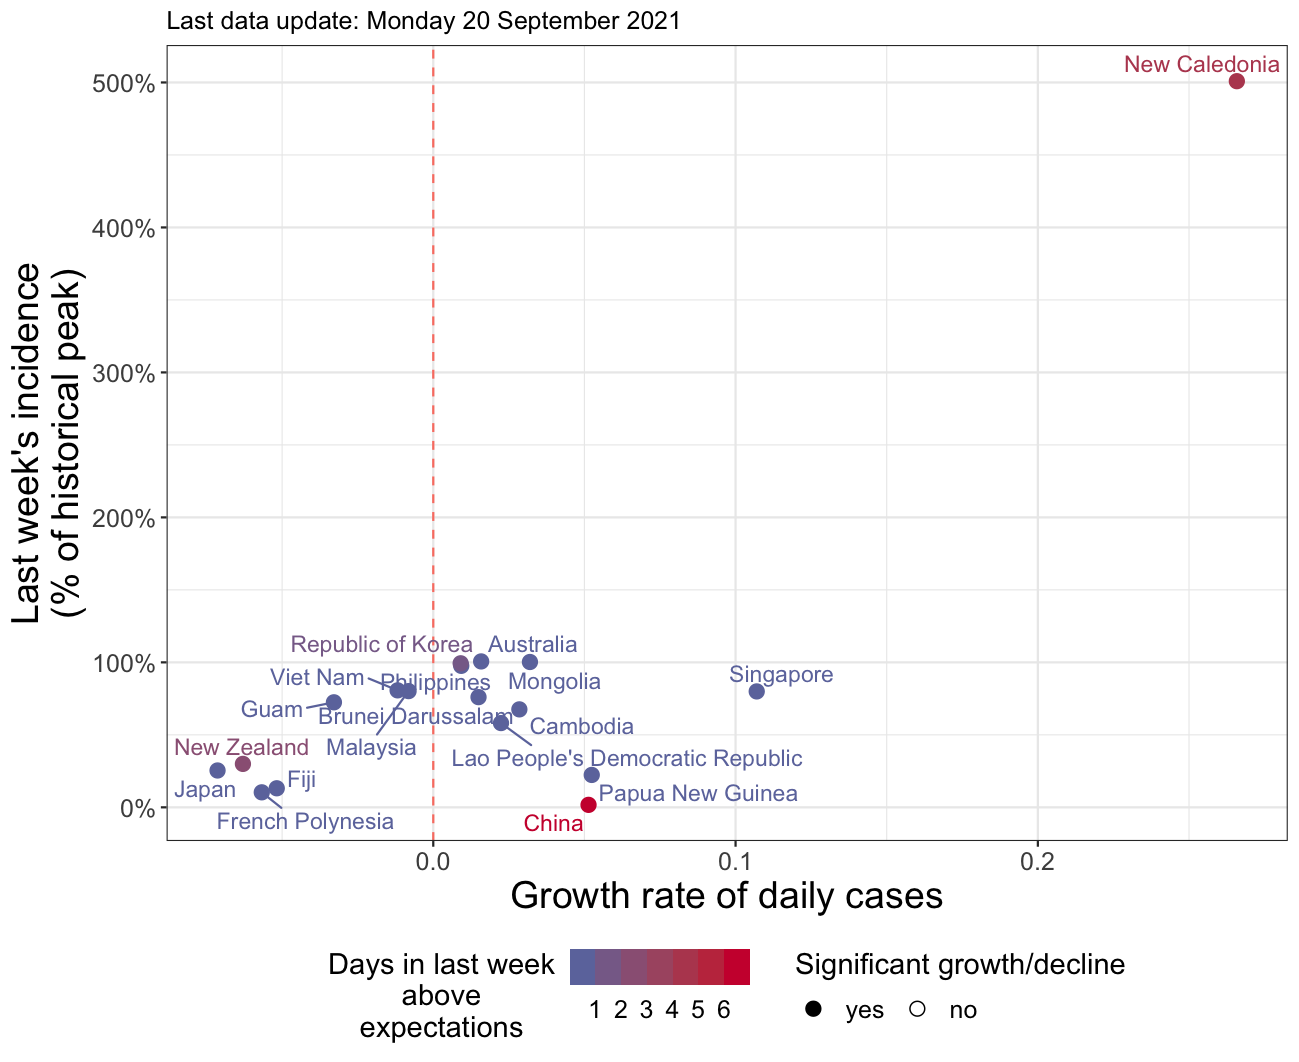 Last data update: Monday 20 September 2021
Last week's incidence
(% of historical peak)
500%
400%
300%
200%
100%
0%
New Caledonia
Republic of Korea
Australia
Viet Nam
Philippines
Mongolia
Singapore
Guam
Brunei Darussalam
Cambodia
New Zealand
Malaysia
Lao People's Democratic Republic
Japan
Fiji
Papua New Guinea
French Polynesia
China
0.0
0.1
0.2
Growth rate of daily cases
Days in last week
above
expectations
1 2 3 4 5 6
Significant growth/decline
yes no